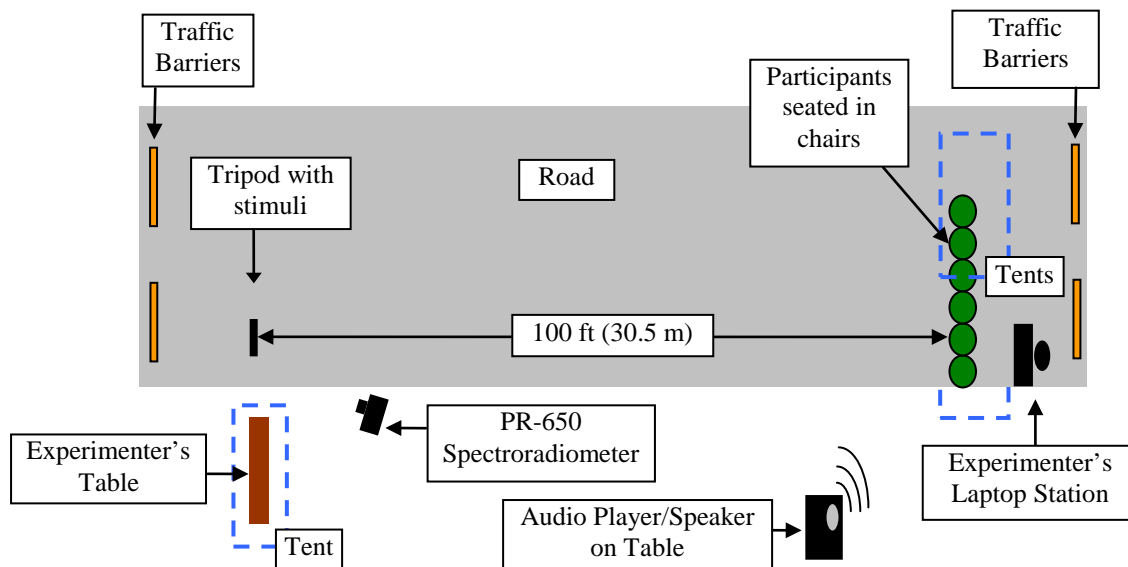 Traffic
Barriers
Traffic
Barriers
Participants
seated in
chairs
Tripod with
stimuli
Road
Tents
100 ft (30.5 m)
PR-650
Spectroradiometer
Experimenter’s
Table
Experimenter’s
Laptop Station
Audio Player/Speaker
on Table
Tent